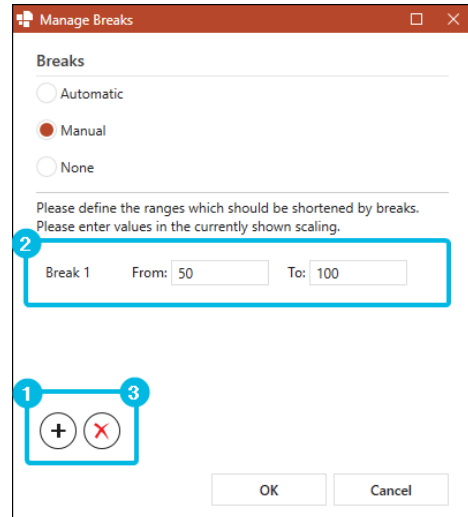 Manage Breaks
Breaks
Automatic
Manual
None
Please define the ranges which should be shortened by breaks.
Please enter values in the currently shown scaling.
2
Break 1 From: 50 To: 100
1 3
OK Cancel